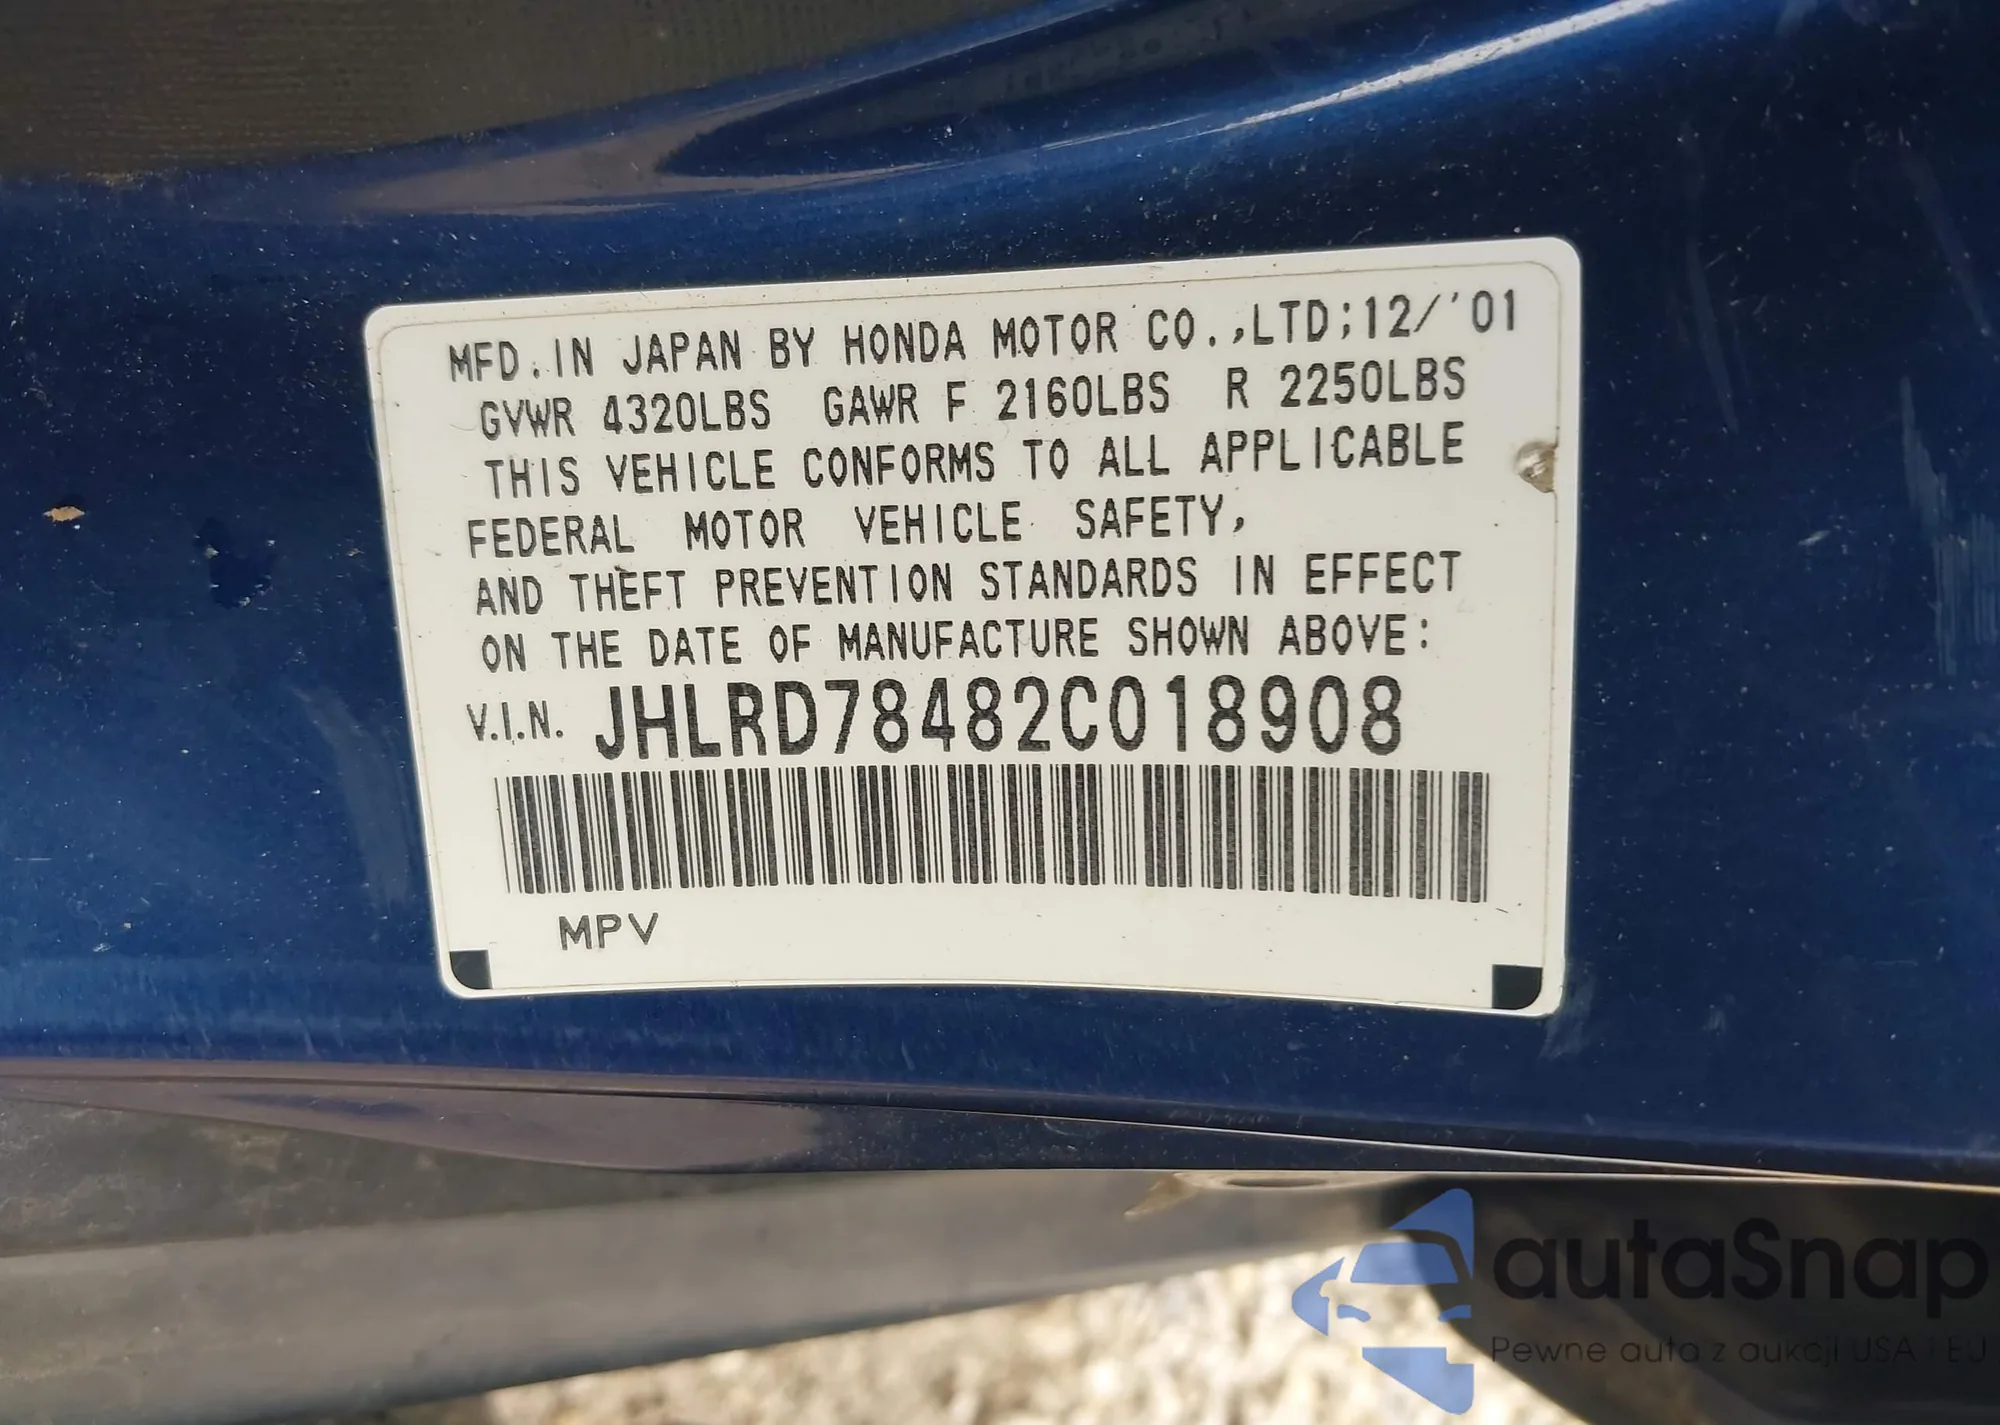 MFD. IN JAPAN BY HONDA MOTOR CO.,LTD;12/'01
GVWR 4320LBS GAWR F 2160LBS R 2250LBS
THIS VEHICLE CONFORMS TO ALL APPLICABLE
FEDERAL MOTOR VEHICLE SAFETY,
AND THEFT PREVENTION STANDARDS IN EFFECT
ON THE DATE OF MANUFACTURE SHOWN ABOVE:
V.I.N. JHLRD78482C018908
MPV
autaSnap
Pewne auta z aukcji USA i EU